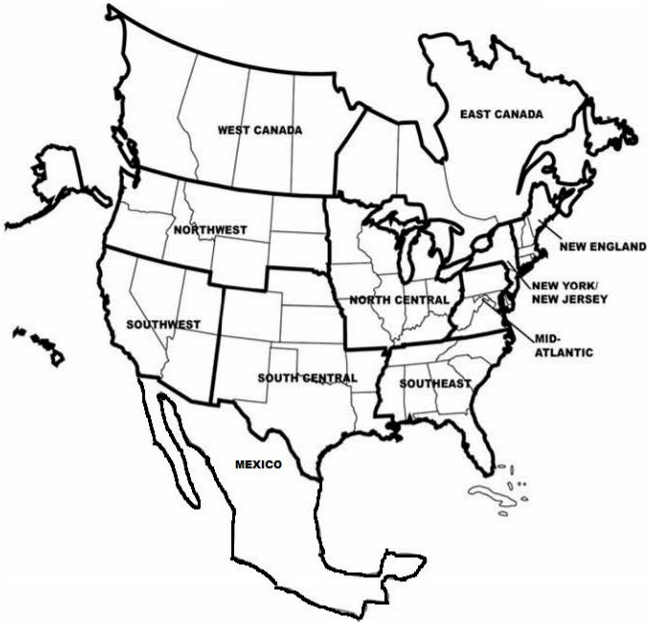 EAST CANADA
WEST CANADA
NORTHWEST
NEW ENGLAND
NEW YORK/
NEW JERSEY
NORTH CENTRAL
SOUTHWEST
MID-
ATLANTIC
SOUTH CENTRAL
SOUTHEAST
MEXICO